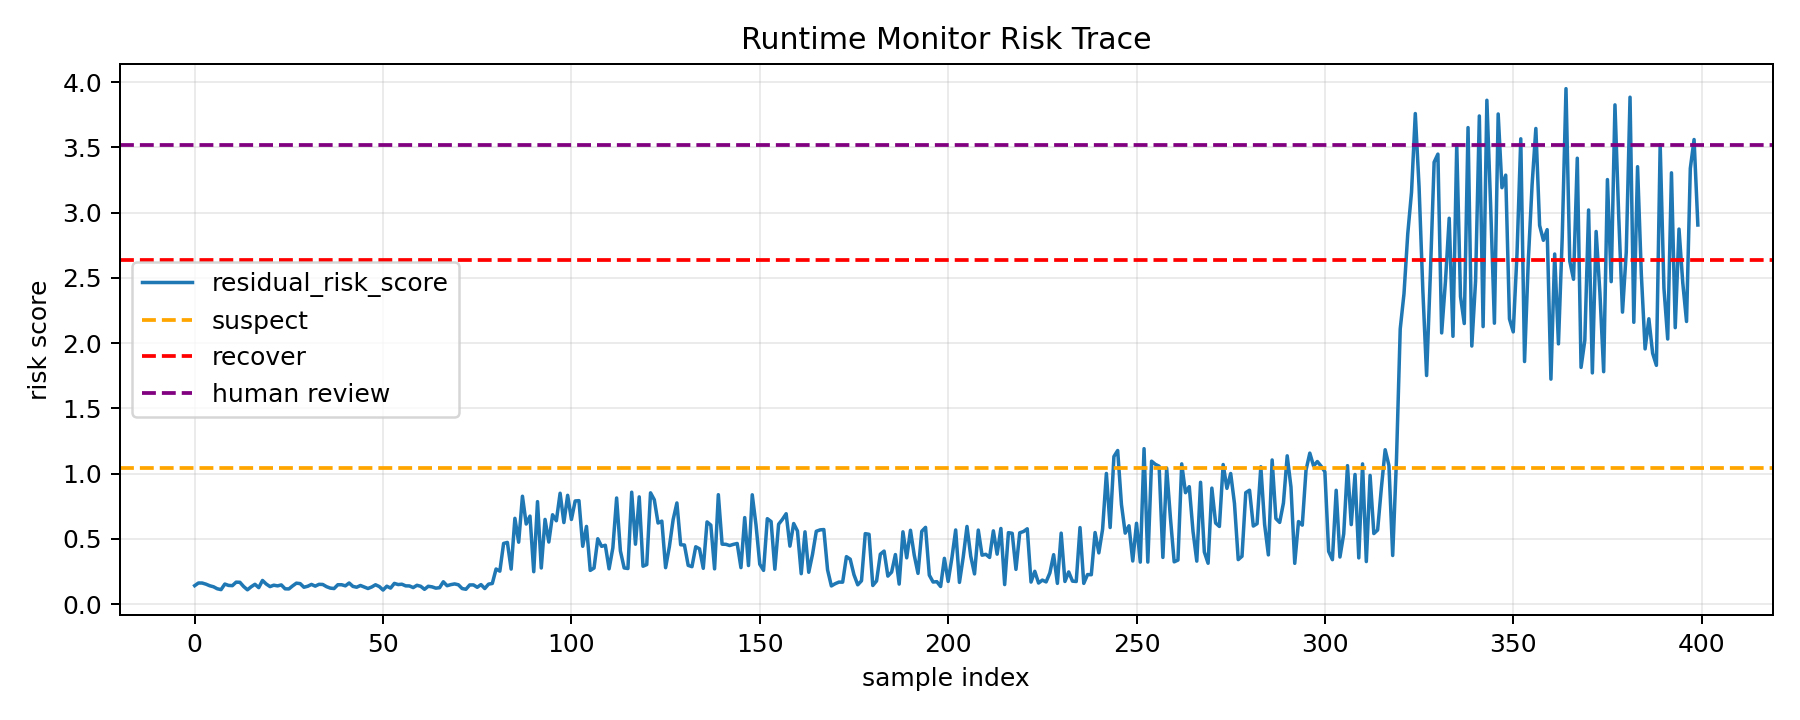 Runtime Monitor Risk Trace
4.0
3.5
3.0
2.5
2.0
1.5
1.0
0.5
0.0
risk score
residual_risk_score
suspect
recover
human review
0 50 100 150 200 250 300 350 400
sample index